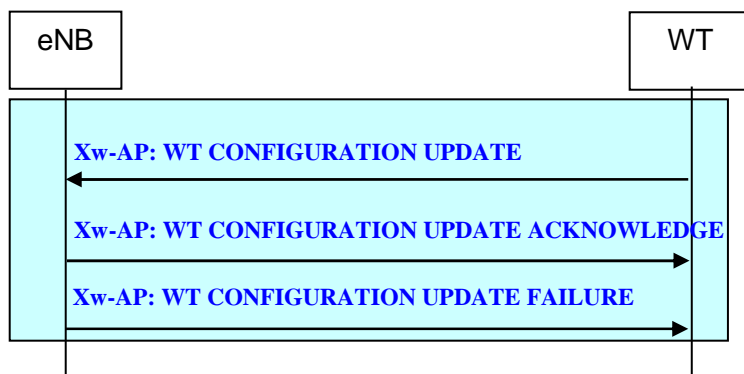 eNB
WT
Xw-AP: WT CONFIGURATION UPDATE
Xw-AP: WT CONFIGURATION UPDATE ACKNOWLEDGE
Xw-AP: WT CONFIGURATION UPDATE FAILURE